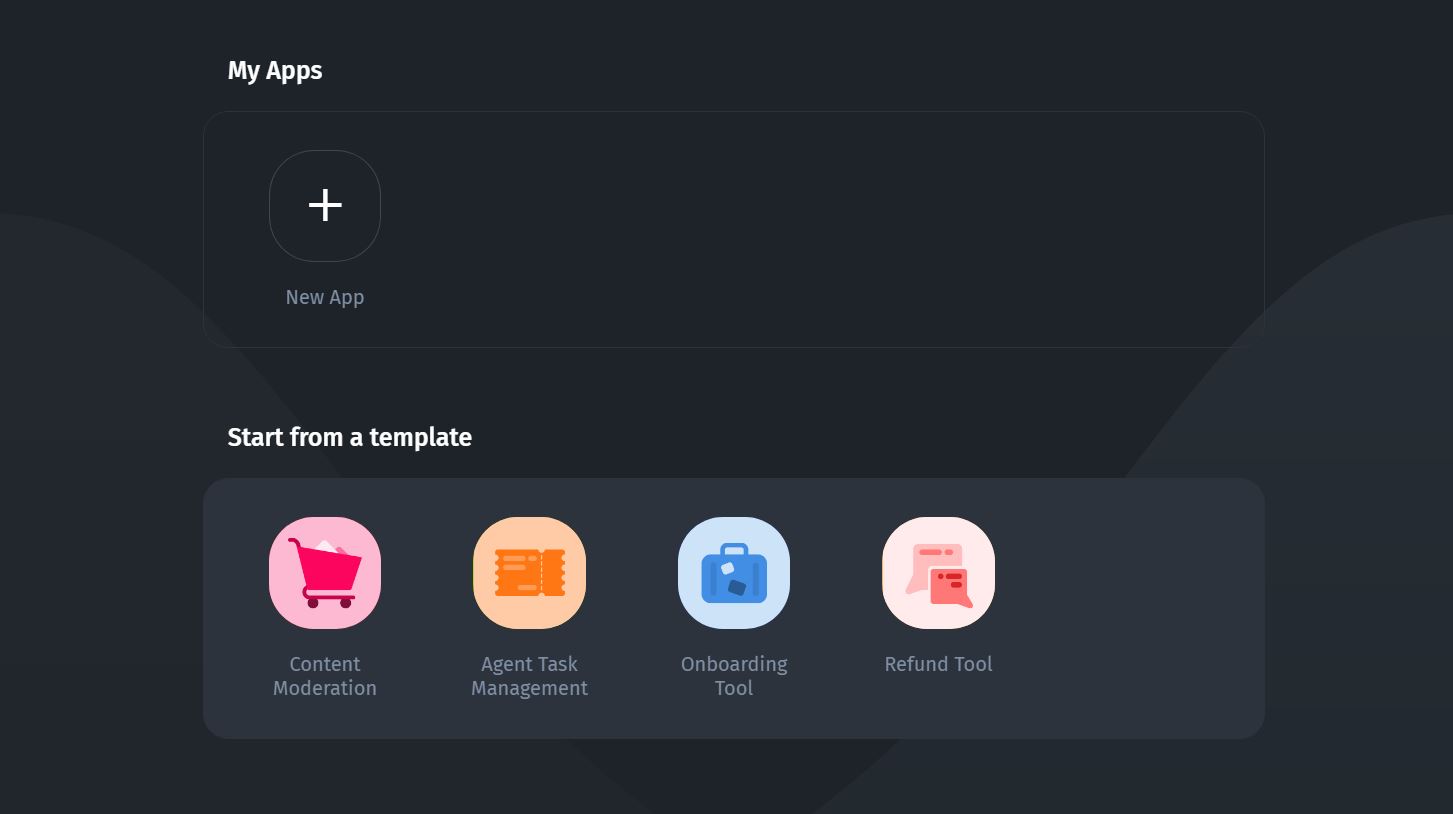 My Apps
New App
Start from a template
Content
Moderation
Agent Task
Management
Onboarding
Tool
Refund Tool